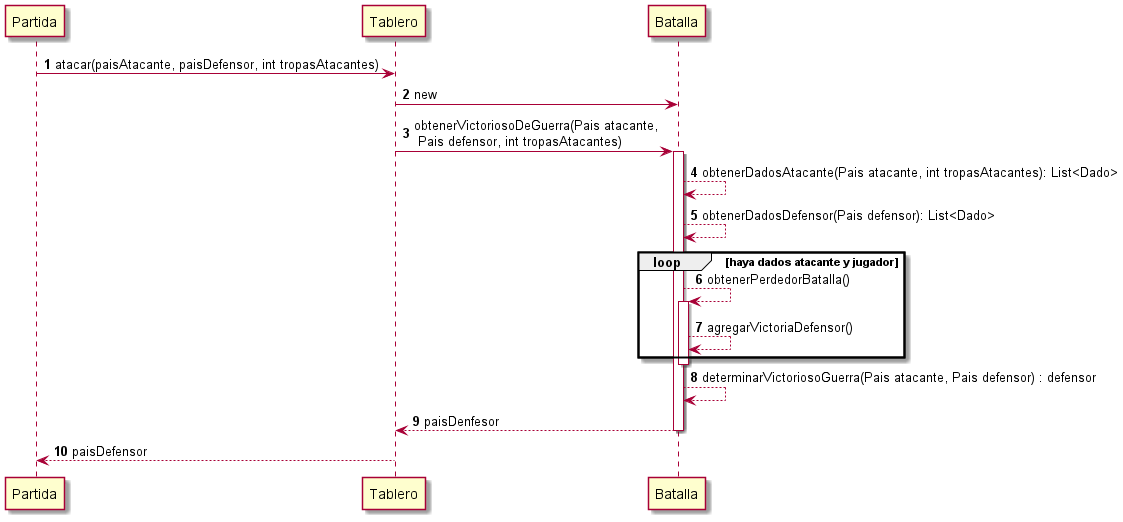 Partida
Tablero
Batalla
1 atacar(paisAtacante, paisDefensor, int tropasAtacantes)
2 new
3 obtenerVictoriosoDeGuerra(Pais atacante,
Pais defensor, int tropasAtacantes)
4 obtenerDadosAtacante(Pais atacante, int tropasAtacantes): List<Dado>
5 obtenerDadosDefensor(Pais defensor): List<Dado>
loop [haya dados atacante y jugador]
6 obtenerPerdedorBatalla()
7 agregarVictoriaDefensor()
8 determinarVictoriosoGuerra(Pais atacante, Pais defensor) : defensor
9 paisDenfesor
10 paisDefensor
Partida
Tablero
Batalla